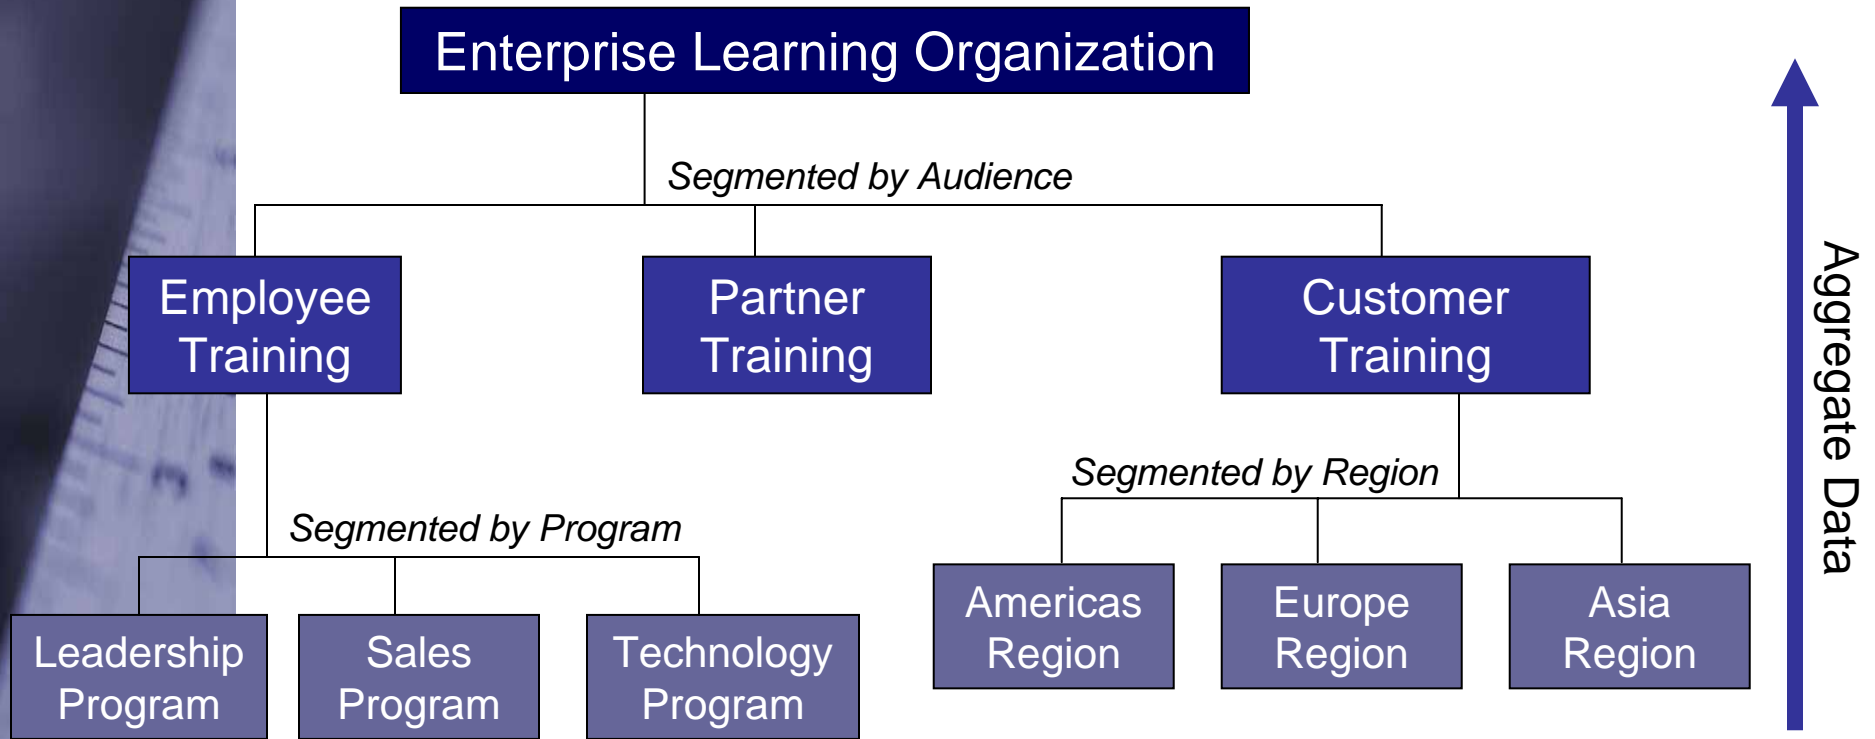 Enterprise Learning Organization
Segmented by Audience
Employee
Training
Partner
Training
Customer
Training
Segmented by Program
Segmented by Region
Leadership
Program
Sales
Program
Technology
Program
Americas
Region
Europe
Region
Asia
Region
Aggregate Data